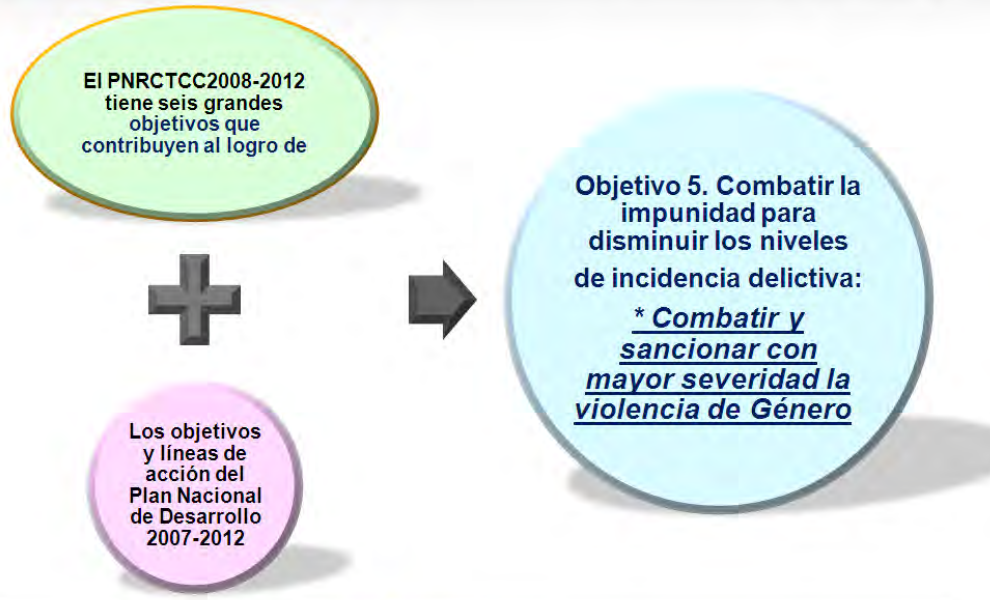 El PNRCTCC2008-2012
tiene seis grandes
objetivos que
contribuyen al logro de
Los objetivos
y líneas de
acción del
Plan Nacional
de Desarrollo
2007-2012
Objetivo 5. Combatir la
impunidad para
disminuir los niveles
de incidencia delictiva:
* Combatir y
sancionar con
mayor severidad la
violencia de Género